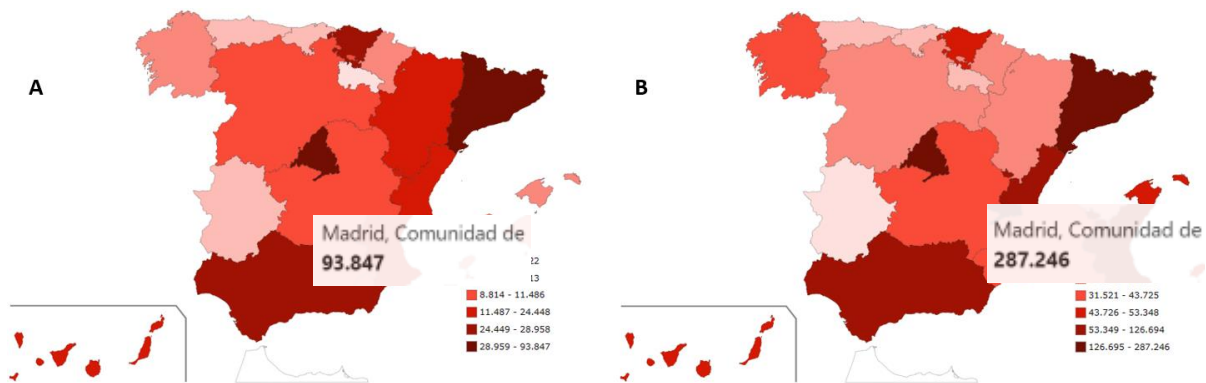 A
Madrid, Comunidad de
93.847
22
13
8.814 - 11.486
11.487 - 24.448
24.449 - 28.958
28.959 - 93.847
B
Madrid, Comunidad de
287.246
31.521 - 43.725
43.726 - 53.348
53.349 - 126.694
126.695 - 287.246